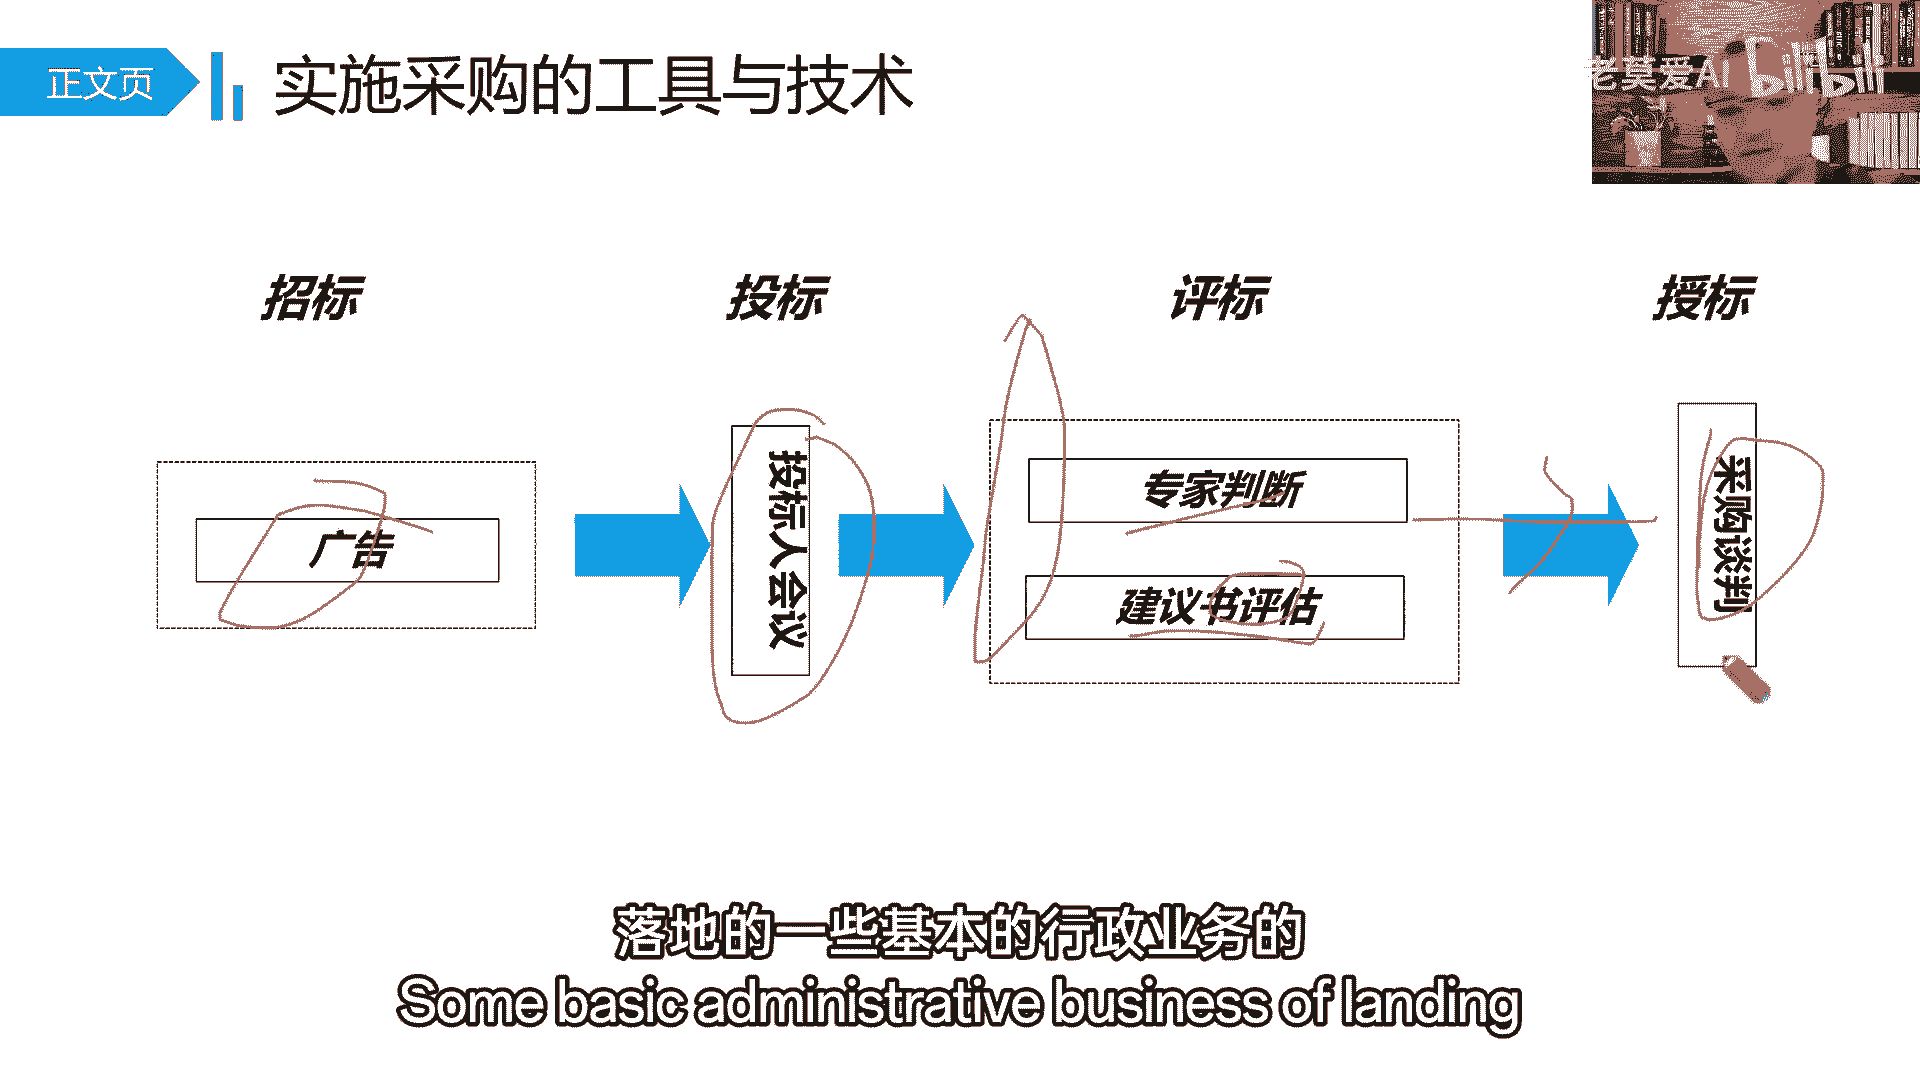 正文页
实施采购的工具与技术
老莫爱AI bilibili
招标
投标
评标
授标
广告
投标人会议
专家判断
建议书评估
采购谈判
落地的一些基本的行政业务的
Some basic administrative business of landing